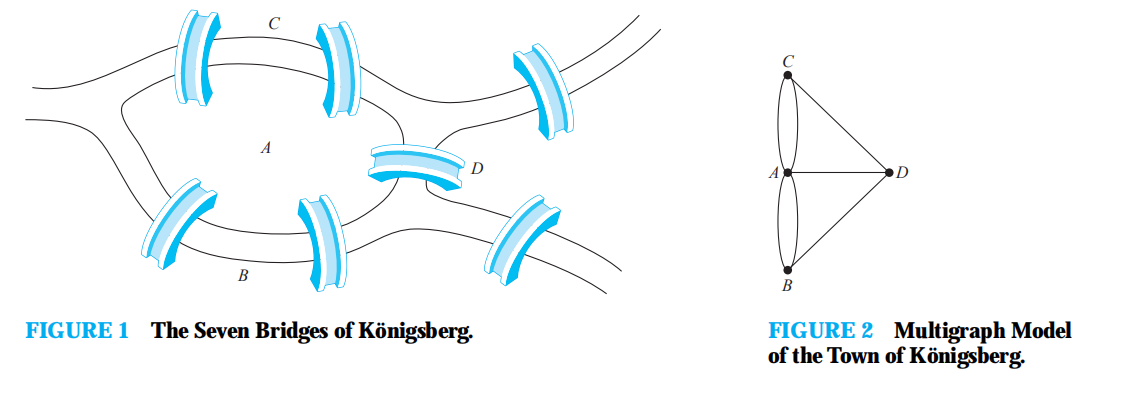 C
A
D
B
FIGURE 1 The Seven Bridges of Königsberg.
C
A
D
B
FIGURE 2 Multigraph Model
of the Town of Königsberg.